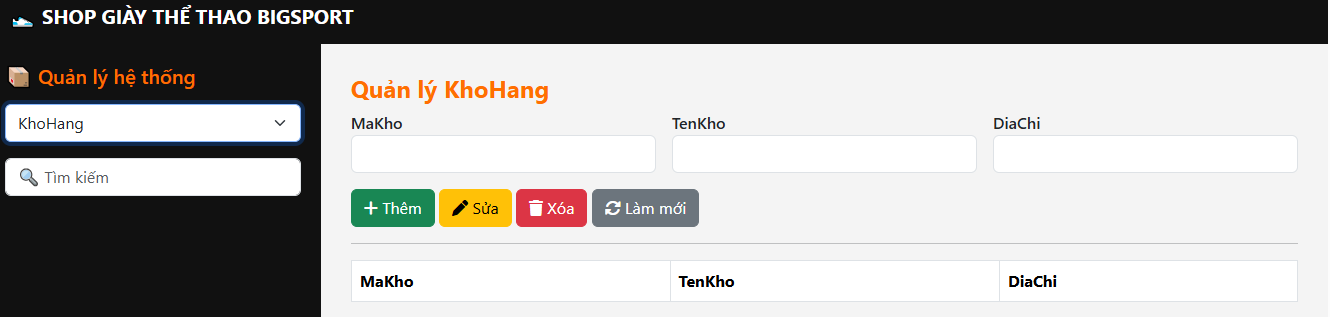 SHOP GIÀY THỂ THAO BIGSPORT
Quản lý hệ thống
KhoHang
Tìm kiếm
Quản lý KhoHang
MaKho TenKho DiaChi
Thêm Sửa Xóa Làm mới
MaKho TenKho DiaChi